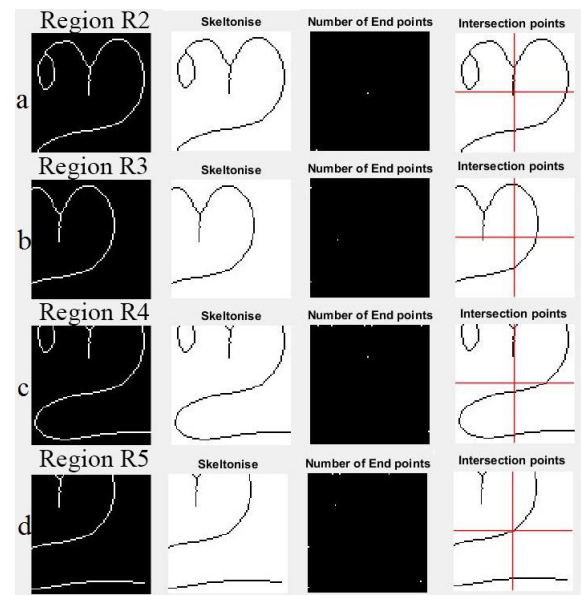 Region R2 Skeltonise Number of End points Intersection points
a
Region R3 Skeltonise Number of End points Intersection points
b
Region R4 Skeltonise Number of End points Intersection points
c
Region R5 Skeltonise Number of End points Intersection points
d